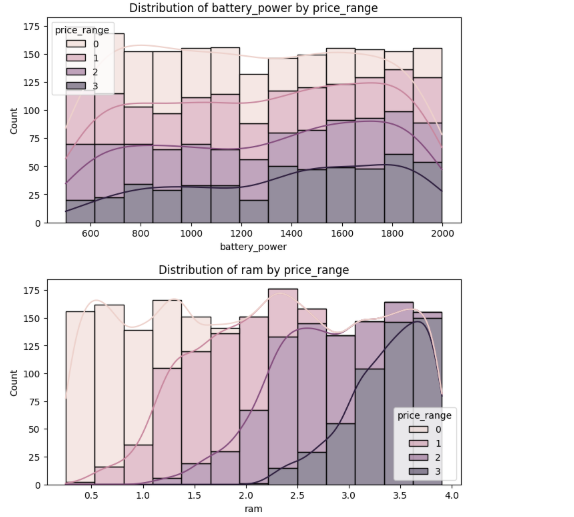 Distribution of battery_power by price_range
175
150
125
100
75
50
25
0
Count
price_range
0
1
2
3
600 800 1000 1200 1400 1600 1800 2000
battery_power
Distribution of ram by price_range
175
150
125
100
75
50
25
0
Count
price_range
0
1
2
3
0.5 1.0 1.5 2.0 2.5 3.0 3.5 4.0
ram